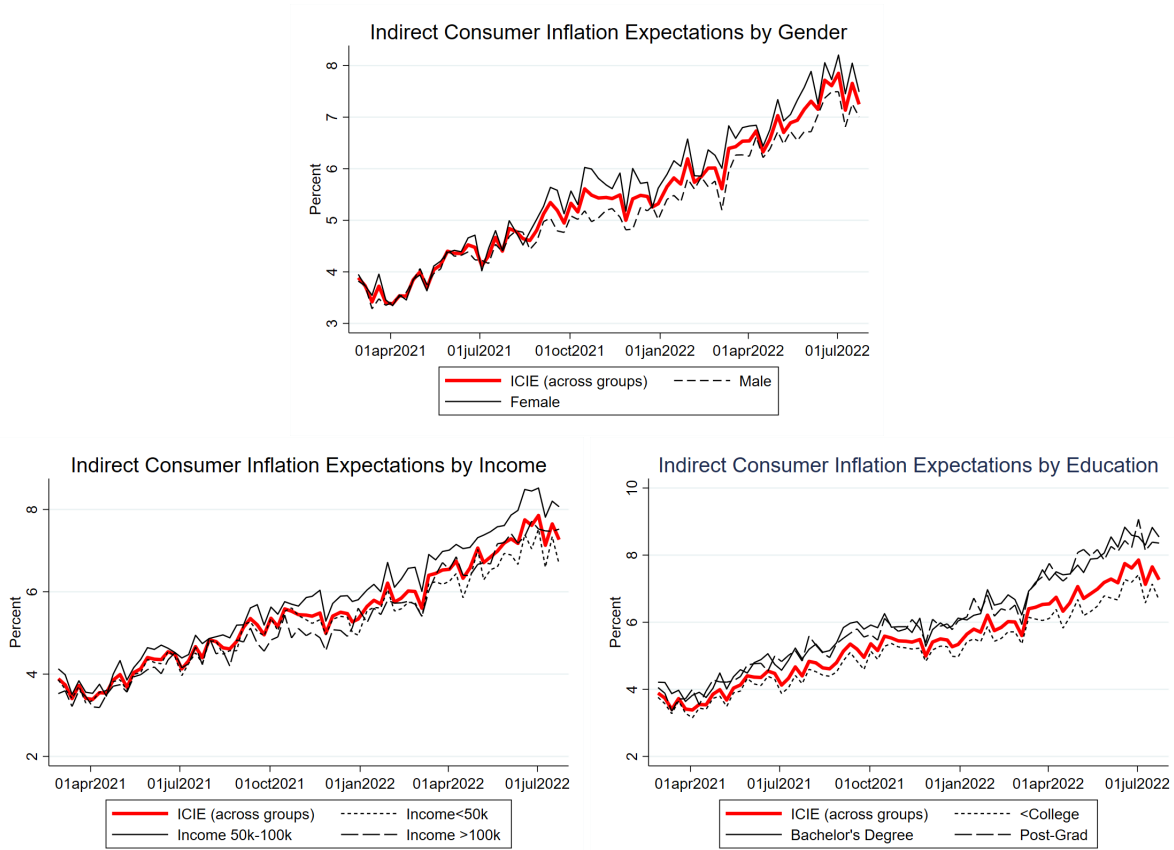 Indirect Consumer Inflation Expectations by Gender
Percent
8
7
6
5
4
3
01apr2021 01jul2021 01oct2021 01jan2022 01apr2022 01jul2022
ICIE (across groups) Male
Female
Indirect Consumer Inflation Expectations by Income
Percent
8
6
4
2
01apr2021 01jul2021 01oct2021 01jan2022 01apr2022 01jul2022
ICIE (across groups) Income<50k
Income 50k-100k Income >100k
Indirect Consumer Inflation Expectations by Education
Percent
10
8
6
4
2
01apr2021 01jul2021 01oct2021 01jan2022 01apr2022 01jul2022
ICIE (across groups) <College
Bachelor's Degree Post-Grad